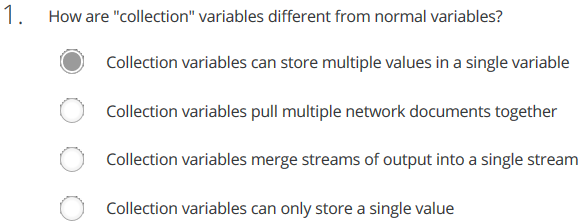 1. How are "collection" variables different from normal variables?
Collection variables can store multiple values in a single variable
Collection variables pull multiple network documents together
Collection variables merge streams of output into a single stream
Collection variables can only store a single value